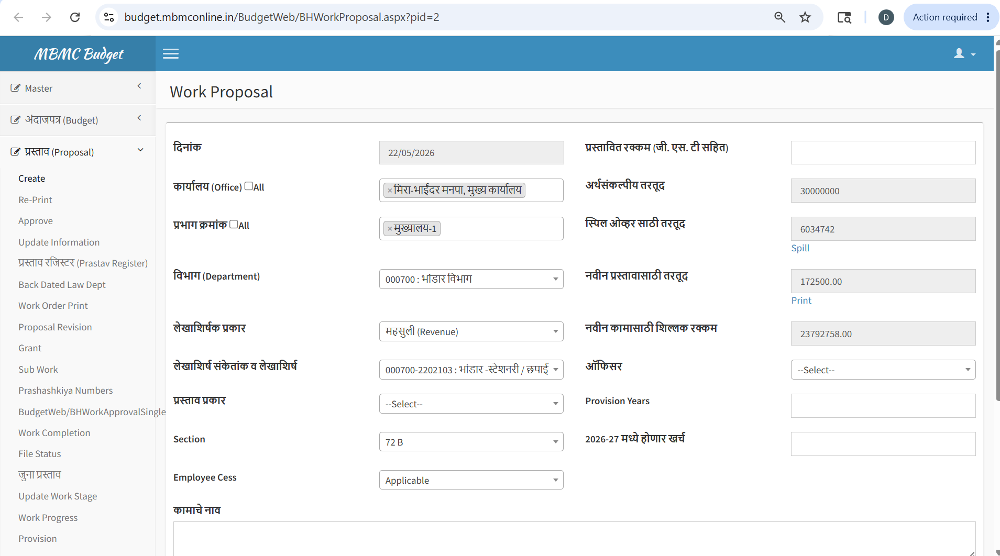 budget.mbmconline.in/BudgetWeb/BHWorkProposal.aspx?pid=2
D
Action required
MBMC Budget
Master
अंदाजपत्र (Budget)
प्रस्ताव (Proposal)
Create
Re-Print
Approve
Update Information
प्रस्ताव रजिस्टर (Prastav Register)
Back Dated Law Dept
Work Order Print
Proposal Revision
Grant
Sub Work
Prashashkiya Numbers
BudgetWeb/BHWorkApprovalSingle
Work Completion
File Status
जुना प्रस्ताव
Update Work Stage
Work Progress
Provision
Work Proposal
दिनांक
22/05/2026
प्रस्तावित रक्कम (जी. एस. टी सहित)
कार्यालय (Office) All
×मिरा-भाईंदर मनपा, मुख्य कार्यालय
अर्थसंकल्पीय तरतूद
30000000
प्रभाग क्रमांक All
×मुख्यालय-1
स्पिल ओव्हर साठी तरतूद
6034742
Spill
विभाग (Department)
000700 : भांडार विभाग
नवीन प्रस्तावासाठी तरतूद
172500.00
Print
लेखाशिर्षक प्रकार
महसुली (Revenue)
नवीन कामासाठी शिल्लक रक्कम
23792758.00
लेखाशिर्ष संकेतांक व लेखाशिर्ष
000700-2202103 : भांडार -स्टेशनरी / छपाई
ऑफिसर
--Select--
प्रस्ताव प्रकार
--Select--
Provision Years
Section
72 B
2026-27 मध्ये होणार खर्च
Employee Cess
Applicable
कामाचे नाव